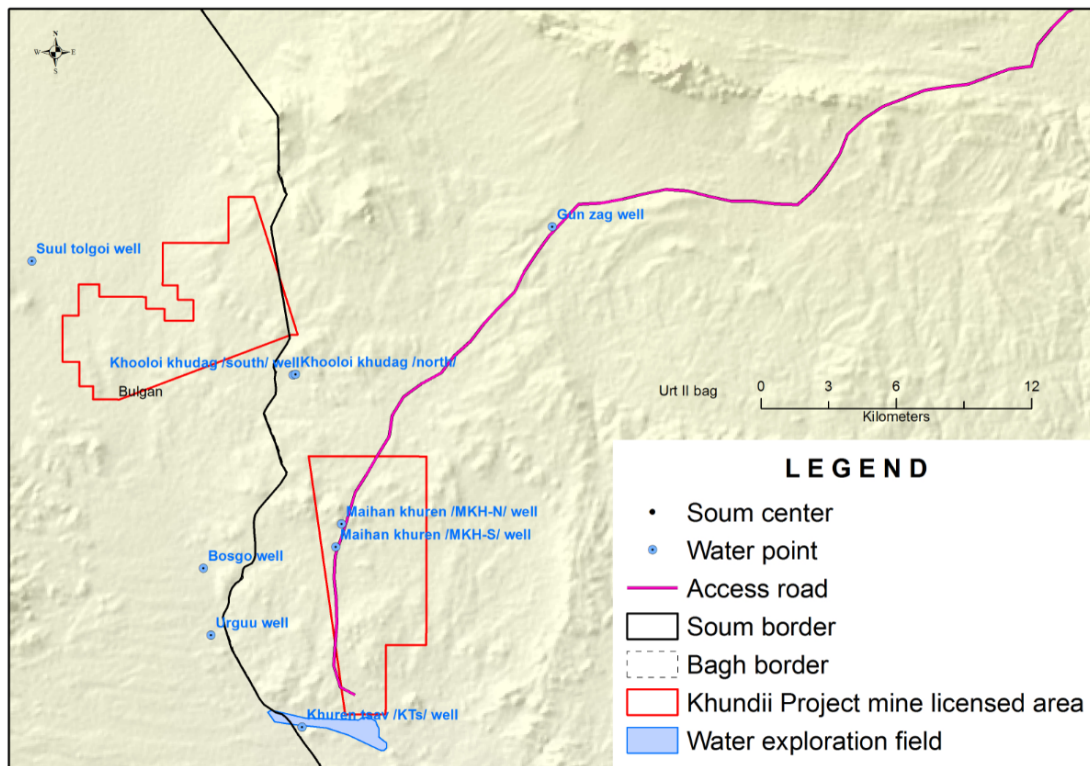 N
W E
S
Gun zag well
Suul tolgoi well
Khooloi khudag /south/ well
Khooloi khudag /north/
Bulgan
Urt II bag
0 3 6 12
Kilometers
LEGEND
Soum center
Water point
Access road
Soum border
Bagh border
Khundii Project mine licensed area
Water exploration field
Maihan khuren /MKH-N/ well
Maihan khuren /MKH-S/ well
Bosgo well
Urguu well
Khuren tsav /KTs/ well